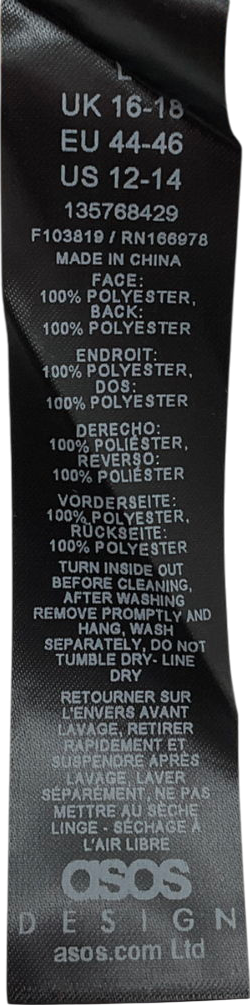 L
UK 16-18
EU 44-46
US 12-14
135768429
F103819 / RN166978
MADE IN CHINA
FACE:
100% POLYESTER,
BACK:
100% POLYESTER
ENDROIT:
100% POLYESTER,
DOS:
100% POLYESTER
DERECHO:
100% POLIÉSTER,
REVERSO:
100% POLIÉSTER
VORDERSEITE:
100% POLYESTER,
RÜCKSEITE:
100% POLYESTER
TURN INSIDE OUT
BEFORE CLEANING,
AFTER WASHING
REMOVE PROMPTLY AND
HANG, WASH
SEPARATELY, DO NOT
TUMBLE DRY- LINE
DRY
RETOURNER SUR
L'ENVERS AVANT
LAVAGE, RETIRER
RAPIDEMENT ET
SUSPENDRE APRÈS
LAVAGE, LAVER
SÉPARÉMENT, NE PAS
METTRE AU SÈCHE
LINGE - SÉCHAGE À
L'AIR LIBRE
asos
DESIGN
asos.com Ltd